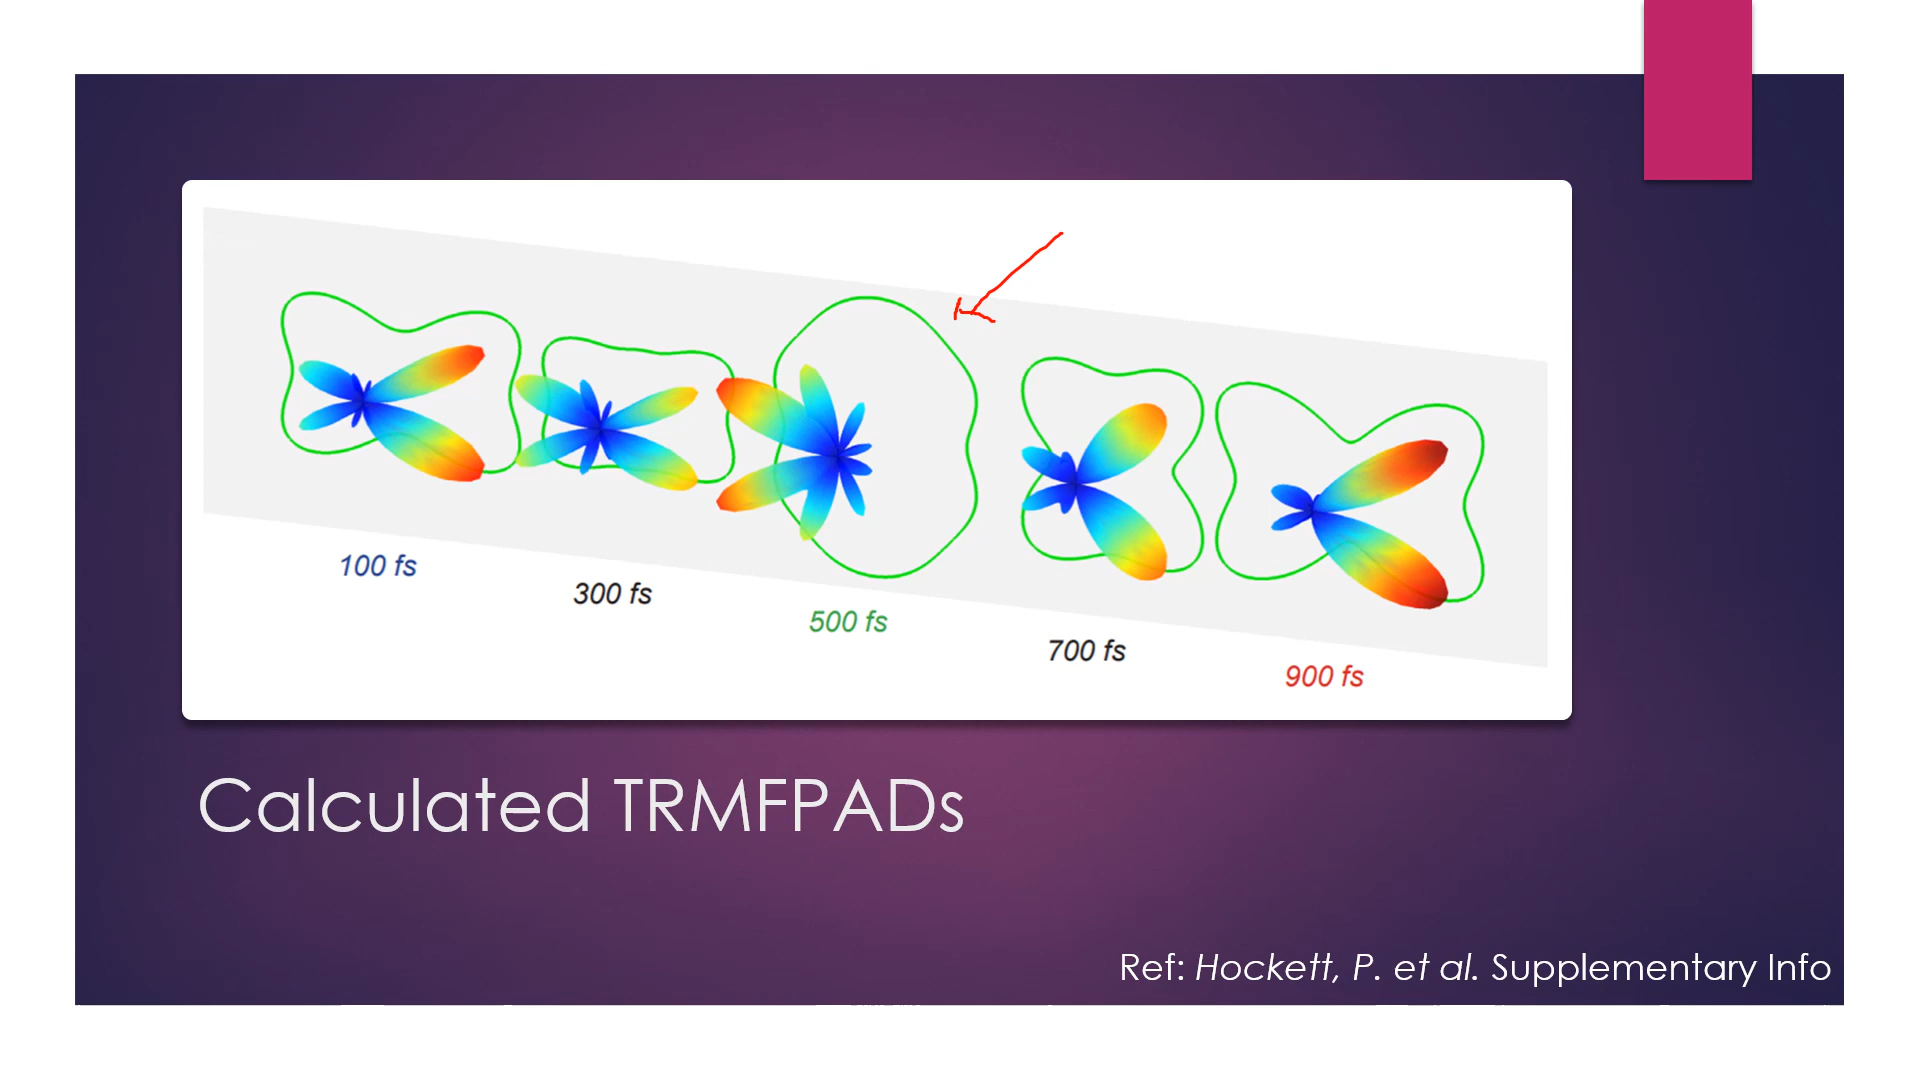 100 fs
300 fs
500 fs
700 fs
900 fs
Calculated TRMFPADs
Ref: Hockett, P. et al. Supplementary Info